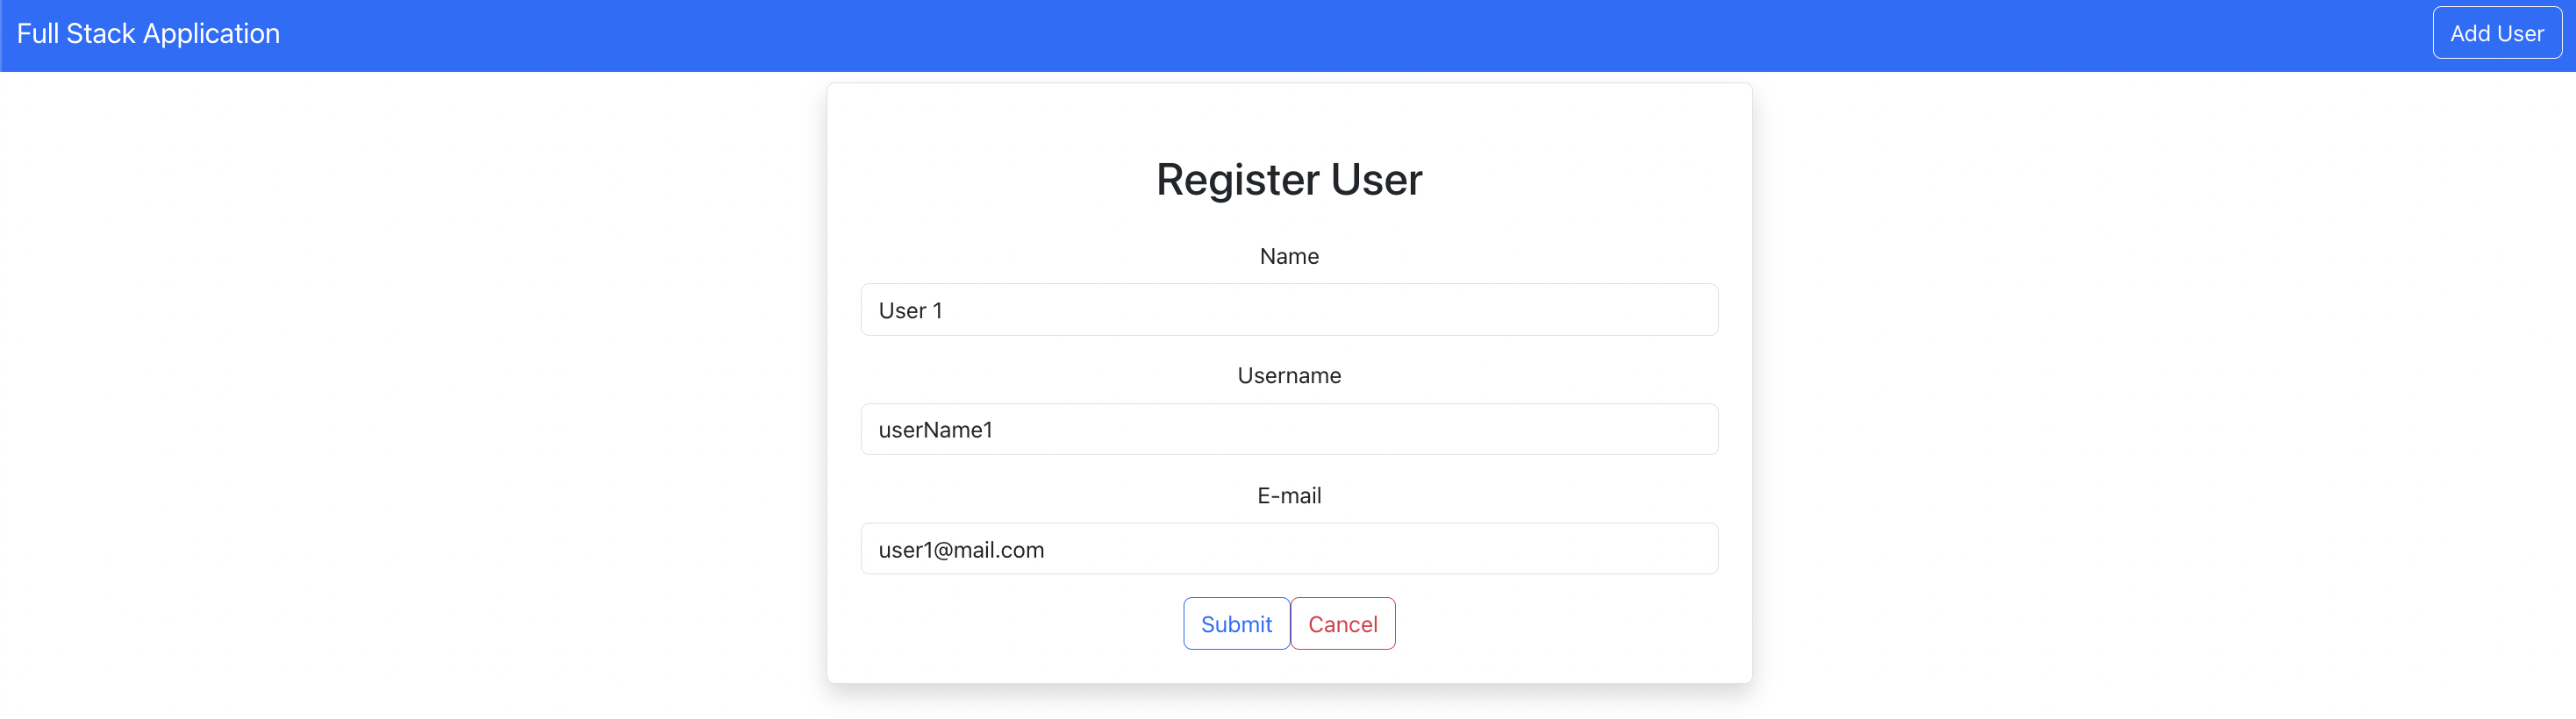 Full Stack Application
Add User
Register User
Name
User 1
Username
userName1
E-mail
user1@mail.com
Submit
Cancel